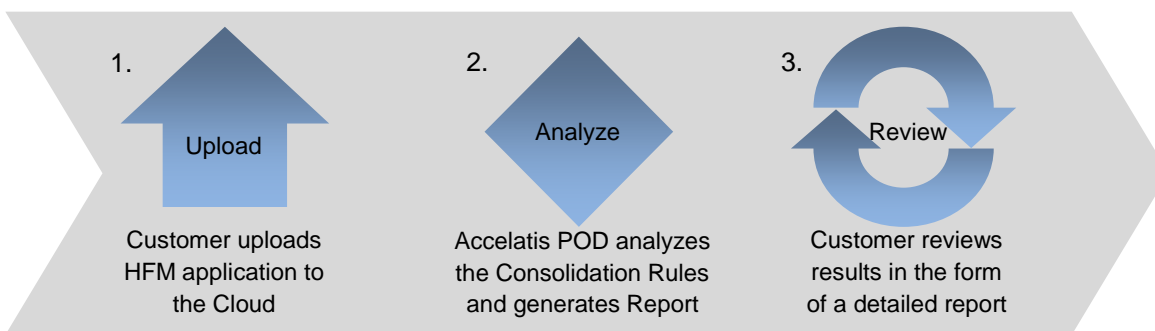 1.
Upload
Customer uploads
HFM application to
the Cloud
2.
Analyze
Accelatis POD analyzes
the Consolidation Rules
and generates Report
3.
Review
Customer reviews
results in the form
of a detailed report